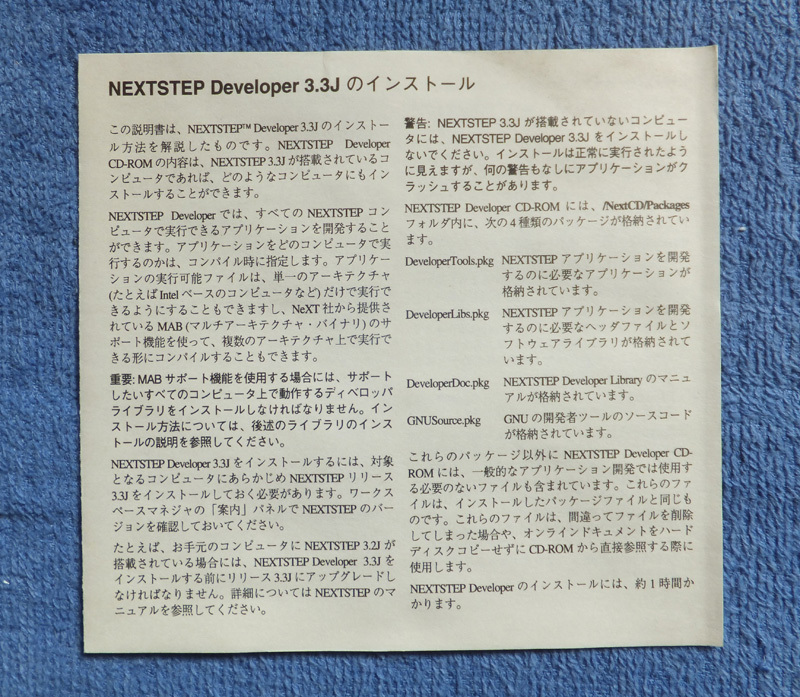 NEXTSTEP Developer 3.3J のインストール
この説明書は、NEXTSTEP™ Developer 3.3J のインストー
ル方法を解説したものです。NEXTSTEP Developer
CD-ROM の内容は、NEXTSTEP 3.3J が搭載されているコ
ンピュータであれば、どのようなコンピュータにもイン
ストールすることができます。
NEXTSTEP Developer では、すべての NEXTSTEP コン
ピュータで実行できるアプリケーションを開発すること
ができます。アプリケーションをどのコンピュータで実
行するのかは、コンパイル時に指定します。アプリケー
ションの実行可能ファイルは、単一のアーキテクチャ
(たとえば Intel ベースのコンピュータなど) だけで実行で
きるようにすることもできますし、NeXT 社から提供さ
れている MAB (マルチアーキテクチャ・バイナリ) のサ
ポート機能を使って、複数のアーキテクチャ上で実行で
きる形にコンパイルすることもできます。
重要: MAB サポート機能を使用する場合には、サポート
したいすべてのコンピュータ上で動作するディベロッパ
ライブラリをインストールしなければなりません。イン
ストール方法については、後述のライブラリのインス
トールの説明を参照してください。
NEXTSTEP Developer 3.3J をインストールするには、対象
となるコンピュータにあらかじめ NEXTSTEP リリース
3.3J をインストールしておく必要があります。ワークス
ペースマネジャの「案内」パネルで NEXTSTEP のバー
ジョンを確認しておいてください。
たとえば、お手元のコンピュータに NEXTSTEP 3.2J が
搭載されている場合には、NEXTSTEP Developer 3.3J を
インストールする前にリリース 3.3J にアップグレードし
なければなりません。詳細については NEXTSTEP のマ
ニュアルを参照してください。
警告: NEXTSTEP 3.3J が搭載されていないコンピュー
タには、NEXTSTEP Developer 3.3J をインストールし
ないでください。インストールは正常に実行されたよう
に見えますが、何の警告もなしにアプリケーションがク
ラッシュすることがあります。
NEXTSTEP Developer CD-ROM には、/NextCD/Packages
フォルダ内に、次の 4 種類のパッケージが格納されてい
ます。
DeveloperTools.pkg NEXTSTEP アプリケーションを開発
するのに必要なアプリケーションが
格納されています。
DeveloperLibs.pkg NEXTSTEP アプリケーションを開発
するのに必要なヘッダファイルとソ
フトウェアライブラリが格納されて
います。
DeveloperDoc.pkg NEXTSTEP Developer Library のマニュ
アルが格納されています。
GNUSource.pkg GNU の開発者ツールのソースコード
が格納されています。
これらのパッケージ以外に NEXTSTEP Developer CD-
ROM には、一般的なアプリケーション開発では使用す
る必要のないファイルも含まれています。これらのファ
イルは、インストールしたパッケージファイルと同じも
のです。これらのファイルは、間違ってファイルを削除
してしまった場合や、オンラインドキュメントをハード
ディスクコピーせずに CD-ROM から直接参照する際に
使用します。
NEXTSTEP Developer のインストールには、約 1 時間か
かります。